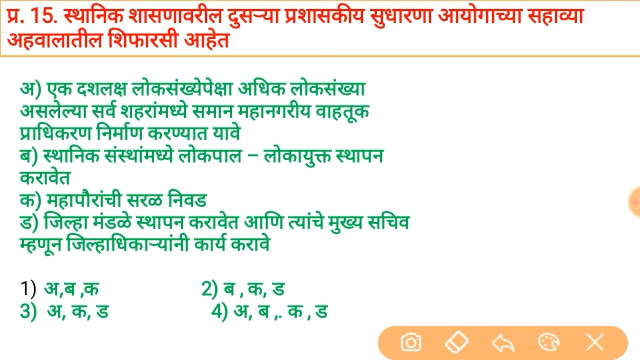 प्र. 15. स्थानिक शासणावरील दुसऱ्या प्रशासकीय सुधारणा आयोगाच्या सहाव्या
अहवालातील शिफारसी आहेत
अ) एक दशलक्ष लोकसंख्येपेक्षा अधिक लोकसंख्या
असलेल्या सर्व शहरांमध्ये समान महानगरीय वाहतूक
प्राधिकरण निर्माण करण्यात यावे
ब) स्थानिक संस्थांमध्ये लोकपाल – लोकायुक्त स्थापन
करावेत
क) महापौरांची सरळ निवड
ड) जिल्हा मंडळे स्थापन करावेत आणि त्यांचे मुख्य सचिव
म्हणून जिल्हाधिकाऱ्यांनी कार्य करावे
1) अ,ब ,क 2) ब , क, ड
3) अ, क, ड 4) अ, ब ,. क , ड